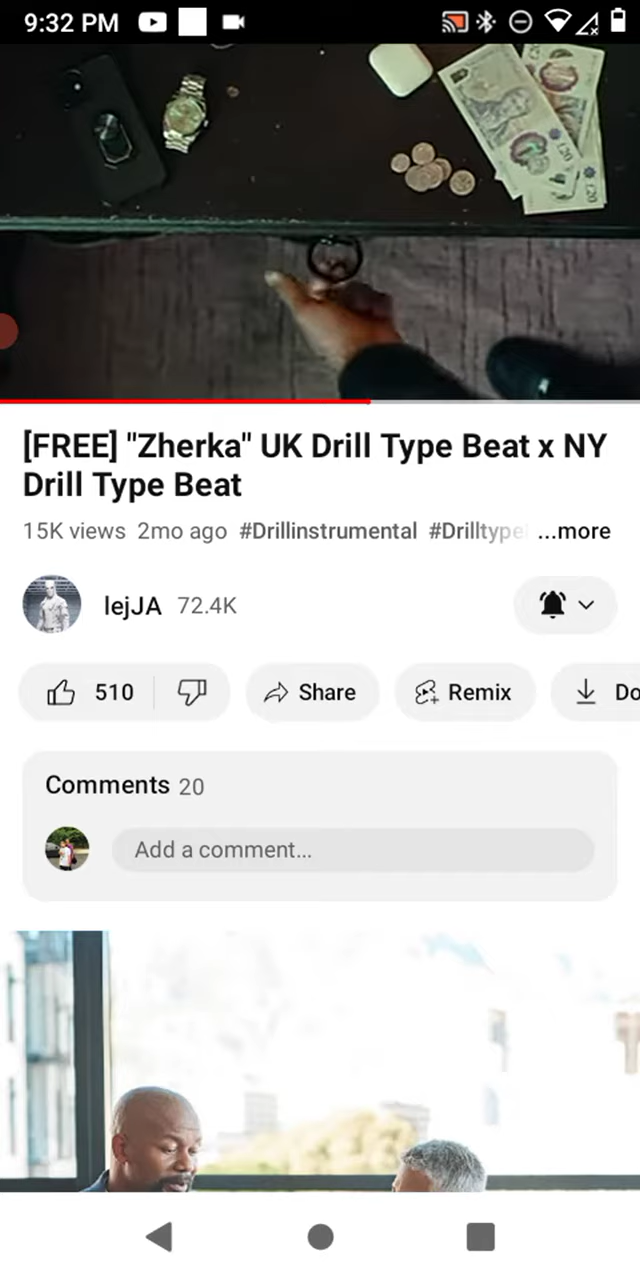 9:32 PM
[FREE] "Zherka" UK Drill Type Beat x NY
Drill Type Beat
15K views 2mo ago #Drillinstrumental #Drilltype ...more
lejJA 72.4K
510 Share Remix Do
Comments 20
Add a comment...